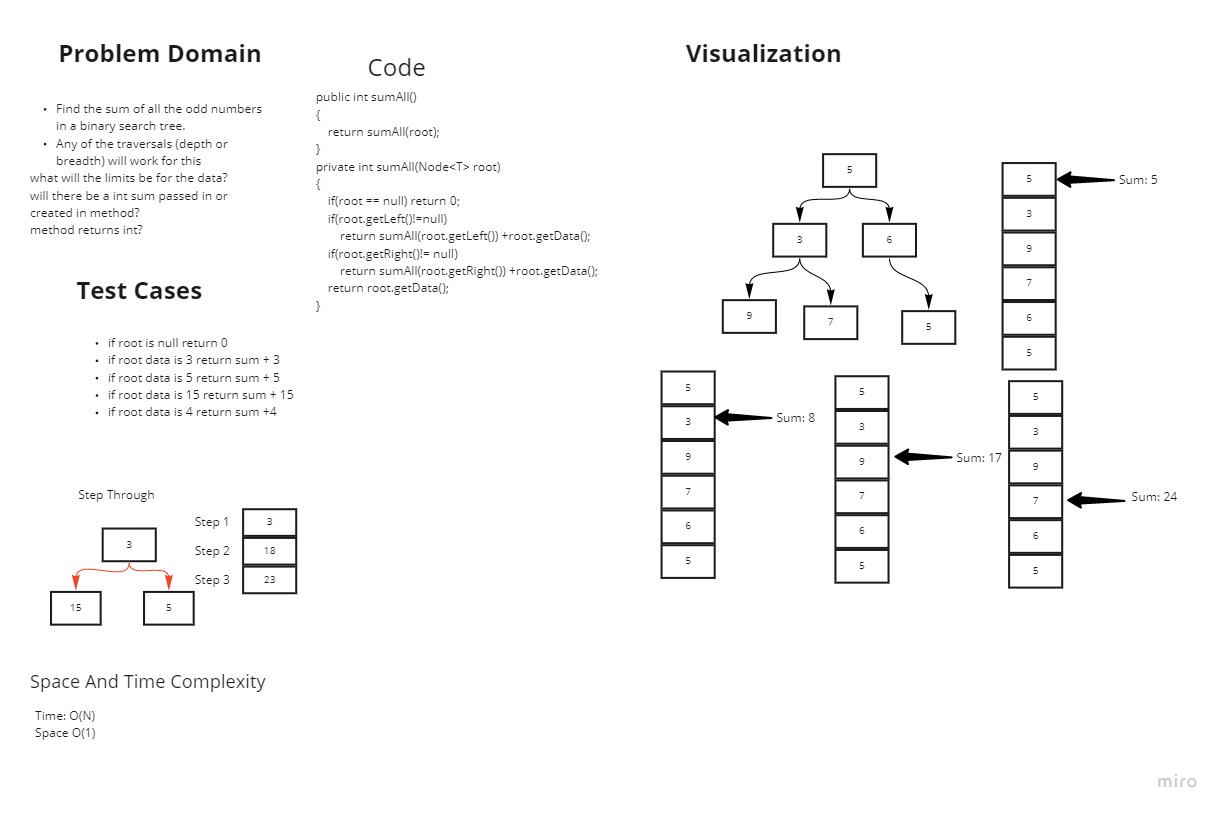 Problem Domain
• Find the sum of all the odd numbers
in a binary search tree.
• Any of the traversals (depth or
breadth) will work for this
what will the limits be for the data?
will there be a int sum passed in or
created in method?
method returns int?
Test Cases
• if root is null return 0
• if root data is 3 return sum + 3
• if root data is 5 return sum + 5
• if root data is 15 return sum + 15
• if root data is 4 return sum +4
Step Through
3
15
5
Step 1
3
Step 2
18
Step 3
23
Space And Time Complexity
Time: O(N)
Space O(1)
Code
public int sumAll()
{
return sumAll(root);
}
private int sumAll(Node<T> root)
{
if(root == null) return 0;
if(root.getLeft()!=null)
return sumAll(root.getLeft()) +root.getData();
if(root.getRight()!= null)
return sumAll(root.getRight()) +root.getData();
return root.getData();
}
Visualization
5
3
6
9
7
5
5
Sum: 5
3
9
7
6
5
5
3
Sum: 8
9
7
6
5
5
3
9
Sum: 17
7
6
5
5
3
9
7
Sum: 24
6
5
miro